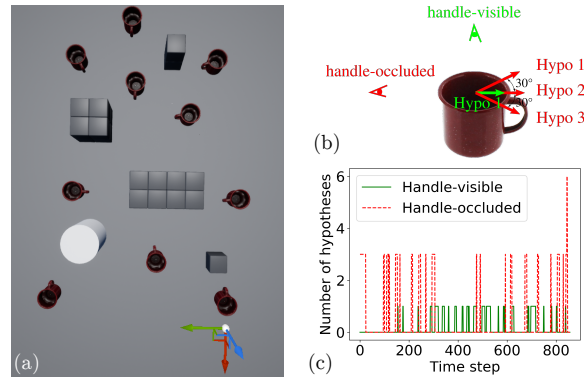 (a)
handle-visible
handle-occluded
Hypo 1
30°
Hypo 1
Hypo 2
30°
Hypo 3
(b)
Number of hypotheses
6
4
2
0
Handle-visible
Handle-occluded
0 200 400 600 800
Time step
(c)